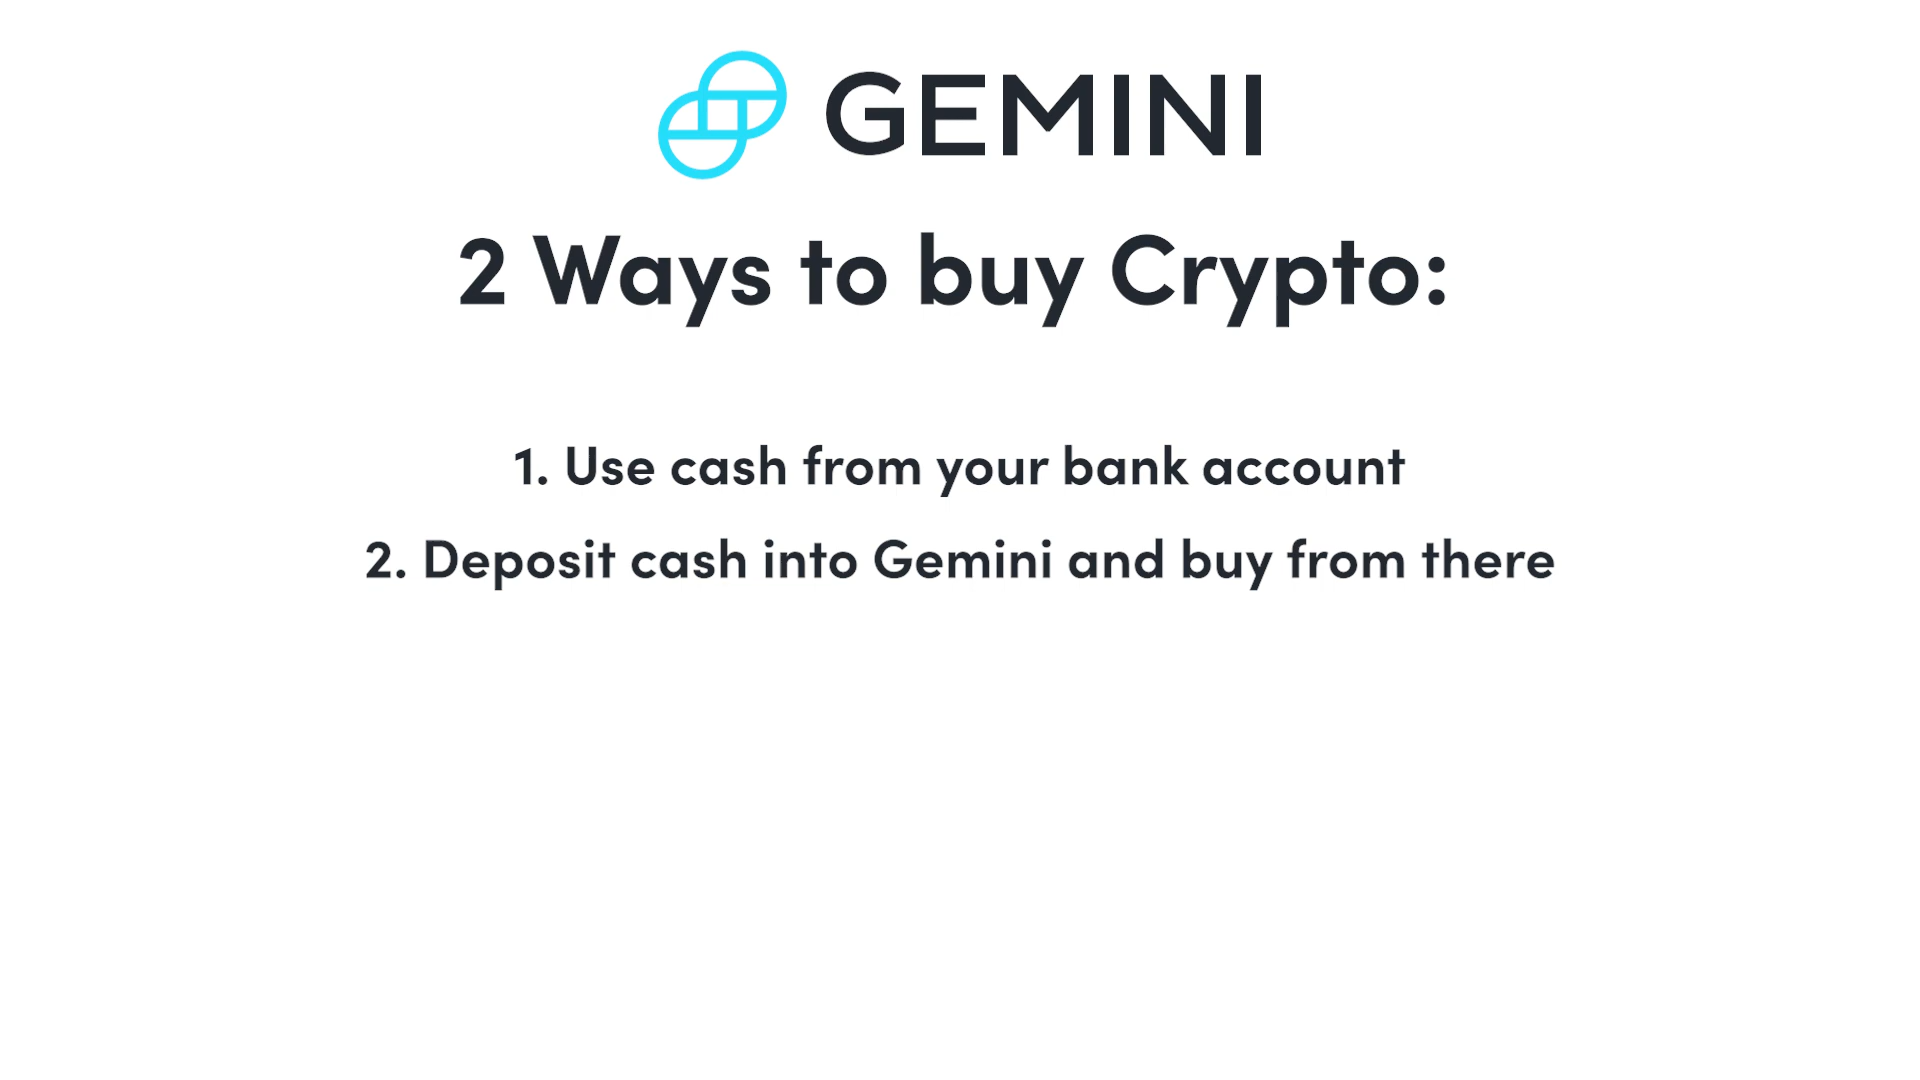 GEMINI
2 Ways to buy Crypto:
1. Use cash from your bank account
2. Deposit cash into Gemini and buy from there